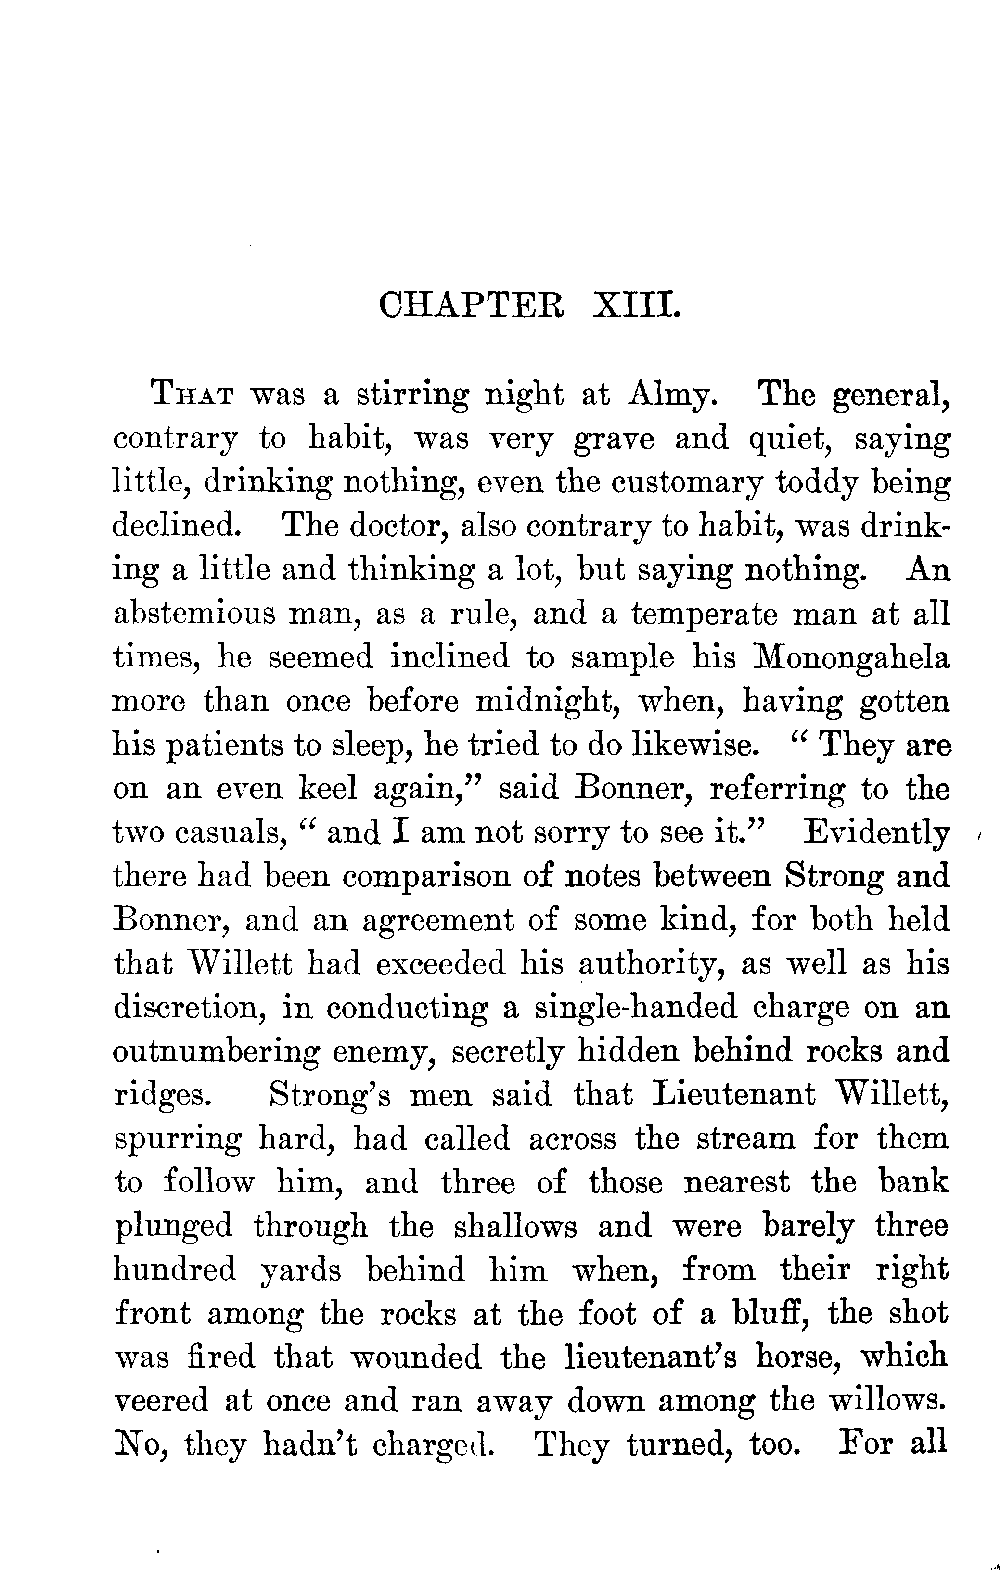 CHAPTER XIII.
THAT was a stirring night at Almy. The general,
contrary to habit, was very grave and quiet, saying
little, drinking nothing, even the customary toddy being
declined. The doctor, also contrary to habit, was drink-
ing a little and thinking a lot, but saying nothing. An
abstemious man, as a rule, and a temperate man at all
times, he seemed inclined to sample his Monongahela
more than once before midnight, when, having gotten
his patients to sleep, he tried to do likewise. “ They are
on an even keel again,” said Bonner, referring to the
two casuals, “ and I am not sorry to see it.” Evidently
there had been comparison of notes between Strong and
Bonner, and an agreement of some kind, for both held
that Willett had exceeded his authority, as well as his
discretion, in conducting a single-handed charge on an
outnumbering enemy, secretly hidden behind rocks and
ridges. Strong’s men said that Lieutenant Willett,
spurring hard, had called across the stream for them
to follow him, and three of those nearest the bank
plunged through the shallows and were barely three
hundred yards behind him when, from their right
front among the rocks at the foot of a bluff, the shot
was fired that wounded the lieutenant’s horse, which
veered at once and ran away down among the willows.
No, they hadn’t charged. They turned, too. For all